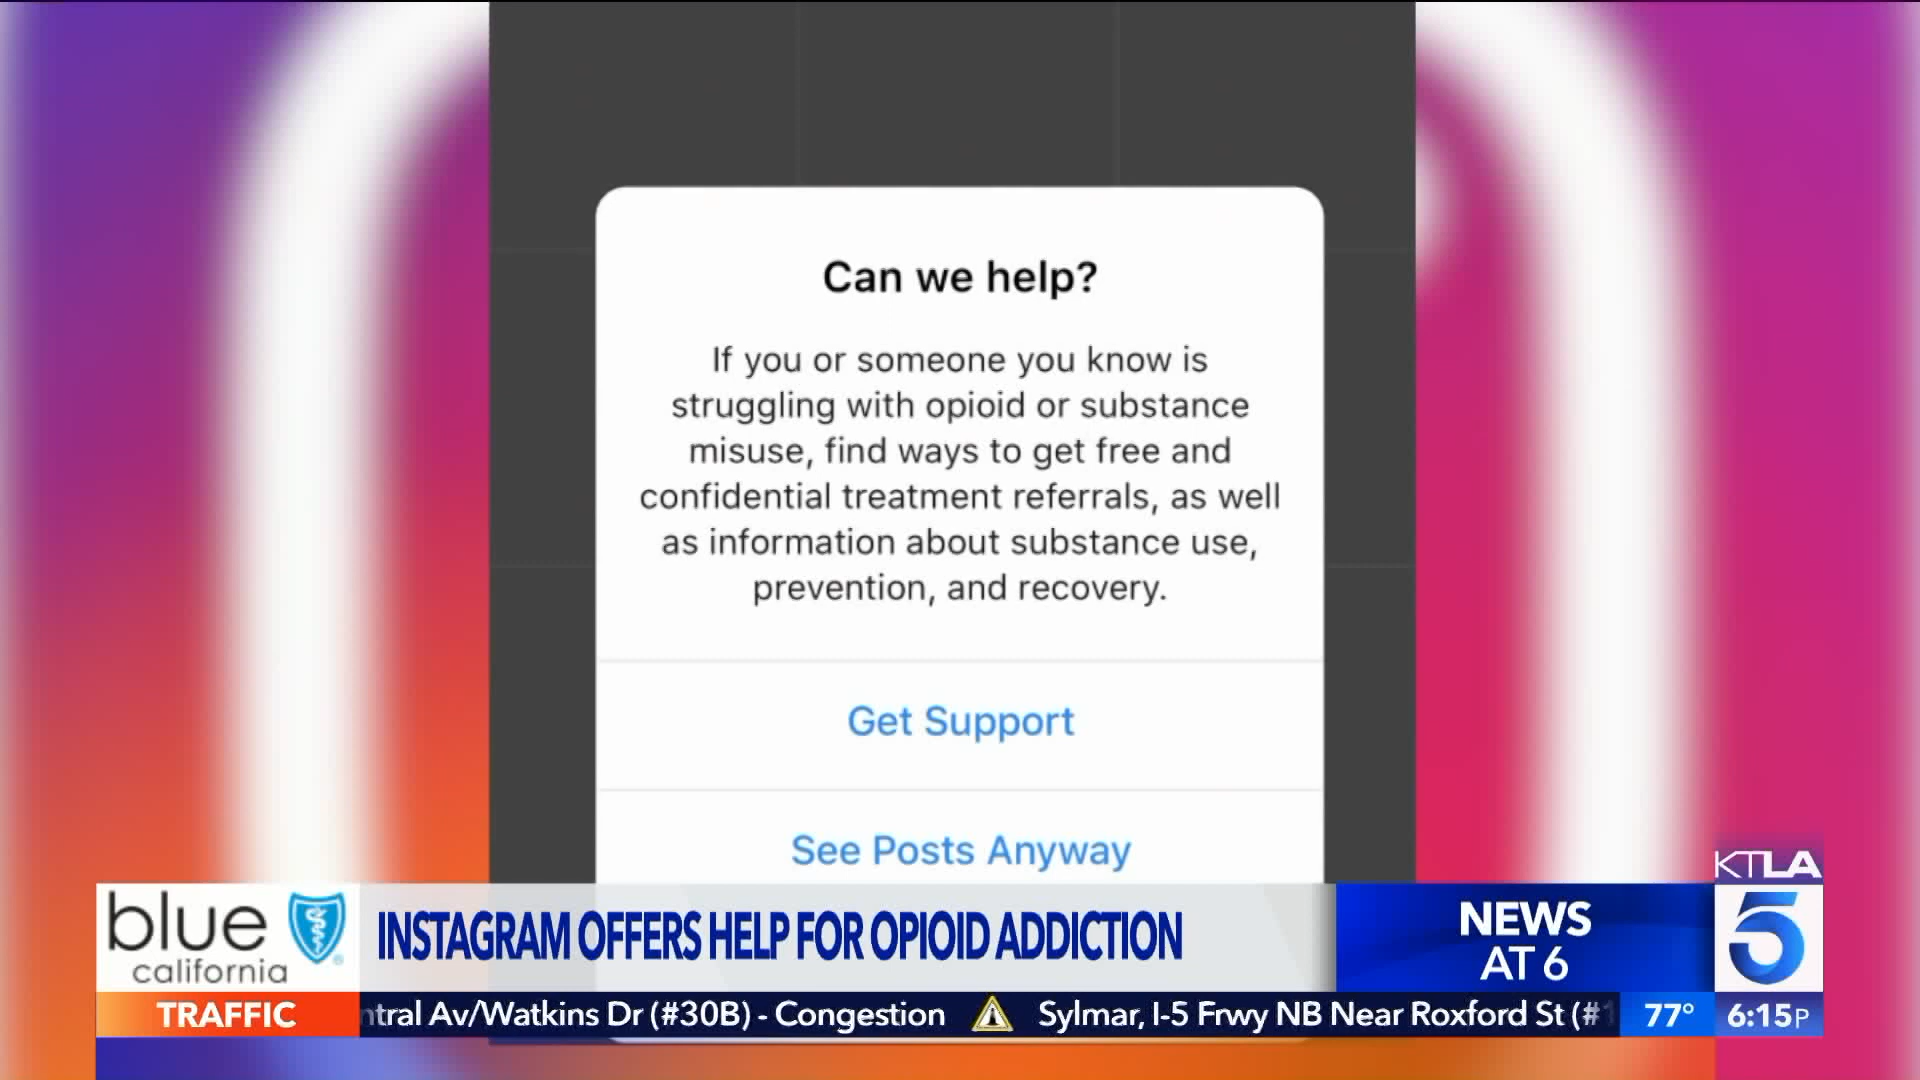 Can we help?
If you or someone you know is
struggling with opioid or substance
misuse, find ways to get free and
confidential treatment referrals, as well
as information about substance use,
prevention, and recovery.
Get Support
See Posts Anyway
blue
california
INSTAGRAM OFFERS HELP FOR OPIOID ADDICTION
NEWS
AT 6
KTLA
5
TRAFFIC
ntral Av/Watkins Dr (#30B) - Congestion Sylmar, I-5 Frwy NB Near Roxford St (#1
77°
6:15P